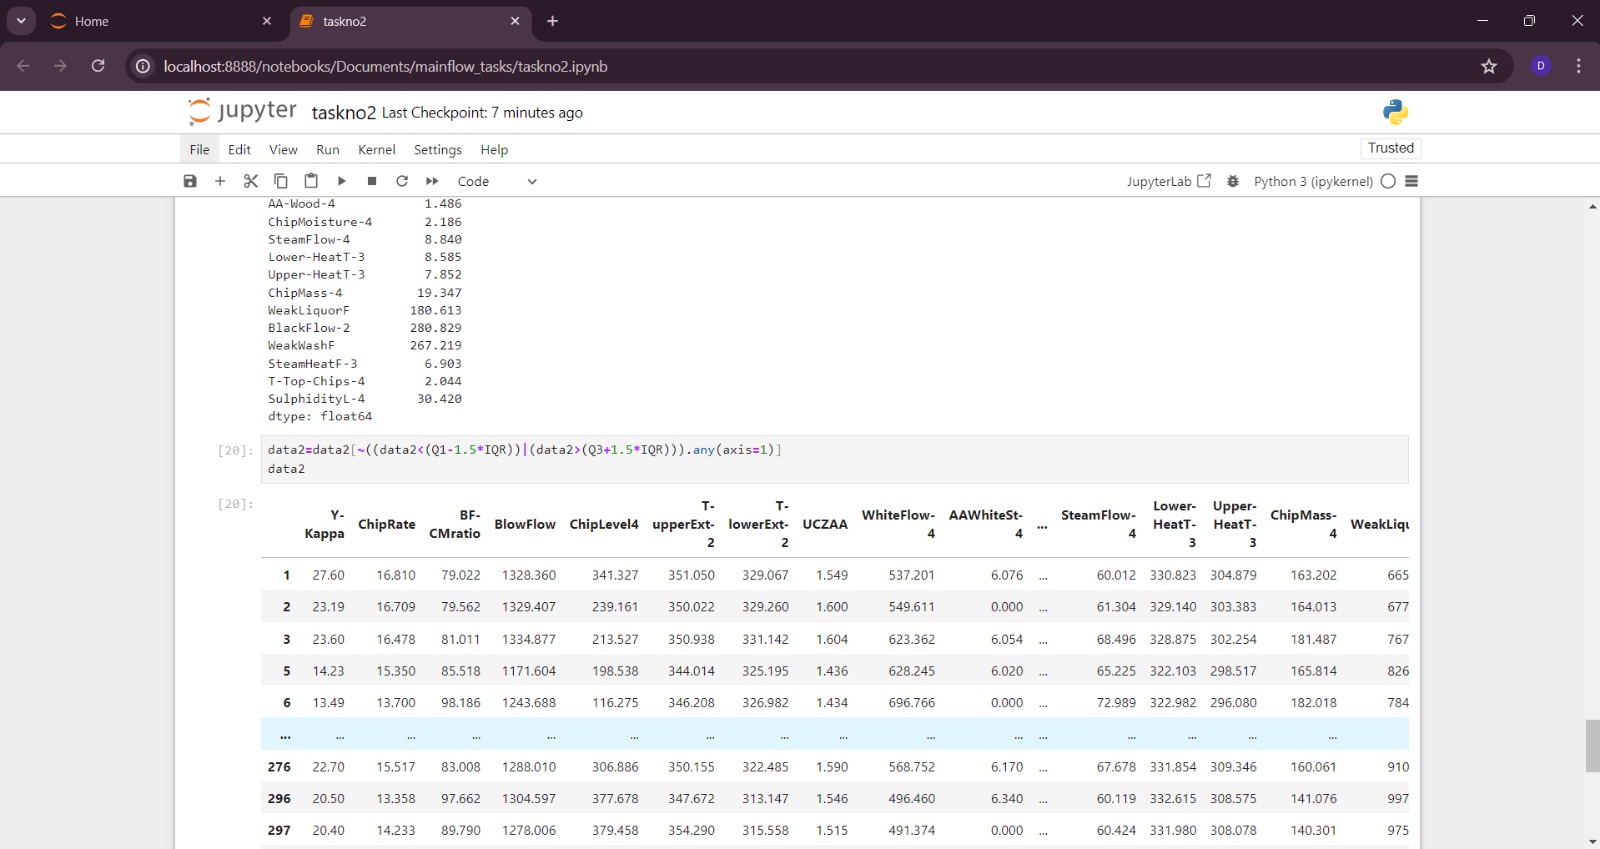 Home
taskno2
localhost:8888/notebooks/Documents/mainflow_tasks/taskno2.ipynb
D
jupyter taskno2 Last Checkpoint: 7 minutes ago
File Edit View Run Kernel Settings Help
Trusted
Code
JupyterLab
Python 3 (ipykernel)
AA-Wood-4 1.486
ChipMoisture-4 2.186
SteamFlow-4 8.840
Lower-HeatT-3 8.585
Upper-HeatT-3 7.852
ChipMass-4 19.347
WeakLiquorF 180.613
BlackFlow-2 280.829
WeakWashF 267.219
SteamHeatF-3 6.903
T-Top-Chips-4 2.044
SulphidityL-4 30.420
dtype: float64
[20]: data2=data2[~((data2<(Q1-1.5*IQR))|(data2>(Q3+1.5*IQR))).any(axis=1)]
data2
[20]:
Y-Kappa ChipRate BF-CMratio BlowFlow ChipLevel4 T-upperExt-2 T-lowerExt-2 UCZAA WhiteFlow-4 AAWhiteSt-4 ... SteamFlow-4 Lower-HeatT-3 Upper-HeatT-3 ChipMass-4 WeakLiqu
1 27.60 16.810 79.022 1328.360 341.327 351.050 329.067 1.549 537.201 6.076 ... 60.012 330.823 304.879 163.202 665
2 23.19 16.709 79.562 1329.407 239.161 350.022 329.260 1.600 549.611 0.000 ... 61.304 329.140 303.383 164.013 677
3 23.60 16.478 81.011 1334.877 213.527 350.938 331.142 1.604 623.362 6.054 ... 68.496 328.875 302.254 181.487 767
5 14.23 15.350 85.518 1171.604 198.538 344.014 325.195 1.436 628.245 6.020 ... 65.225 322.103 298.517 165.814 826
6 13.49 13.700 98.186 1243.688 116.275 346.208 326.982 1.434 696.766 0.000 ... 72.989 322.982 296.080 182.018 784
... ... ... ... ... ... ... ... ... ... ... ... ... ... ... ...
276 22.70 15.517 83.008 1288.010 306.886 350.155 322.485 1.590 568.752 6.170 ... 67.678 331.854 309.346 160.061 910
296 20.50 13.358 97.662 1304.597 377.678 347.672 313.147 1.546 496.460 6.340 ... 60.119 332.615 308.575 141.076 997
297 20.40 14.233 89.790 1278.006 379.458 354.290 315.558 1.515 491.374 0.000 ... 60.424 331.980 308.078 140.301 975